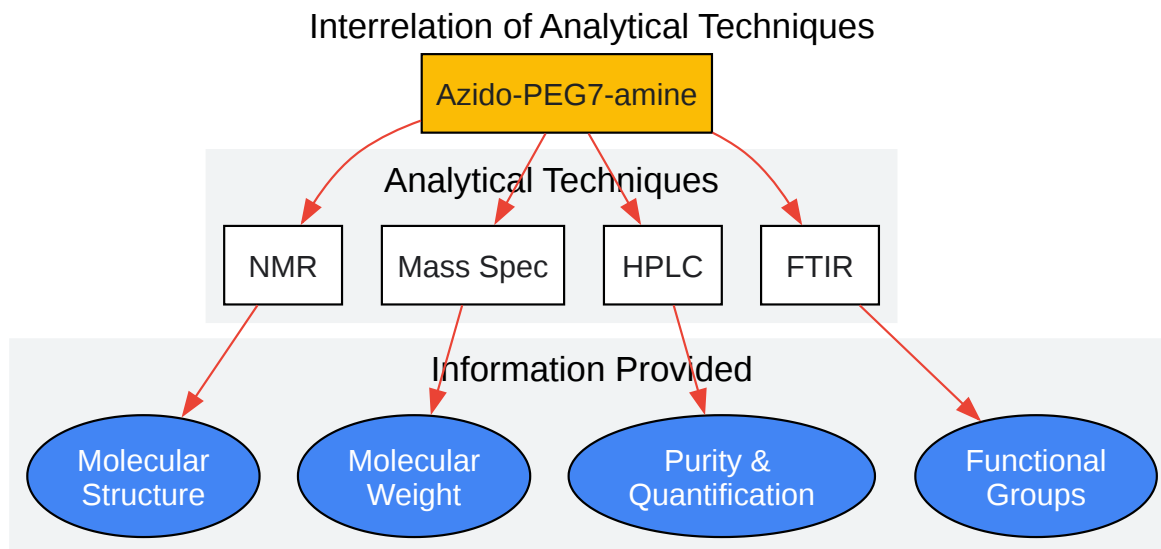 Interrelation of Analytical Techniques
Azido-PEG7-amine
Analytical Techniques
NMR
Mass Spec
HPLC
FTIR
Information Provided
Molecular
Structure
Molecular
Weight
Purity &
Quantification
Functional
Groups